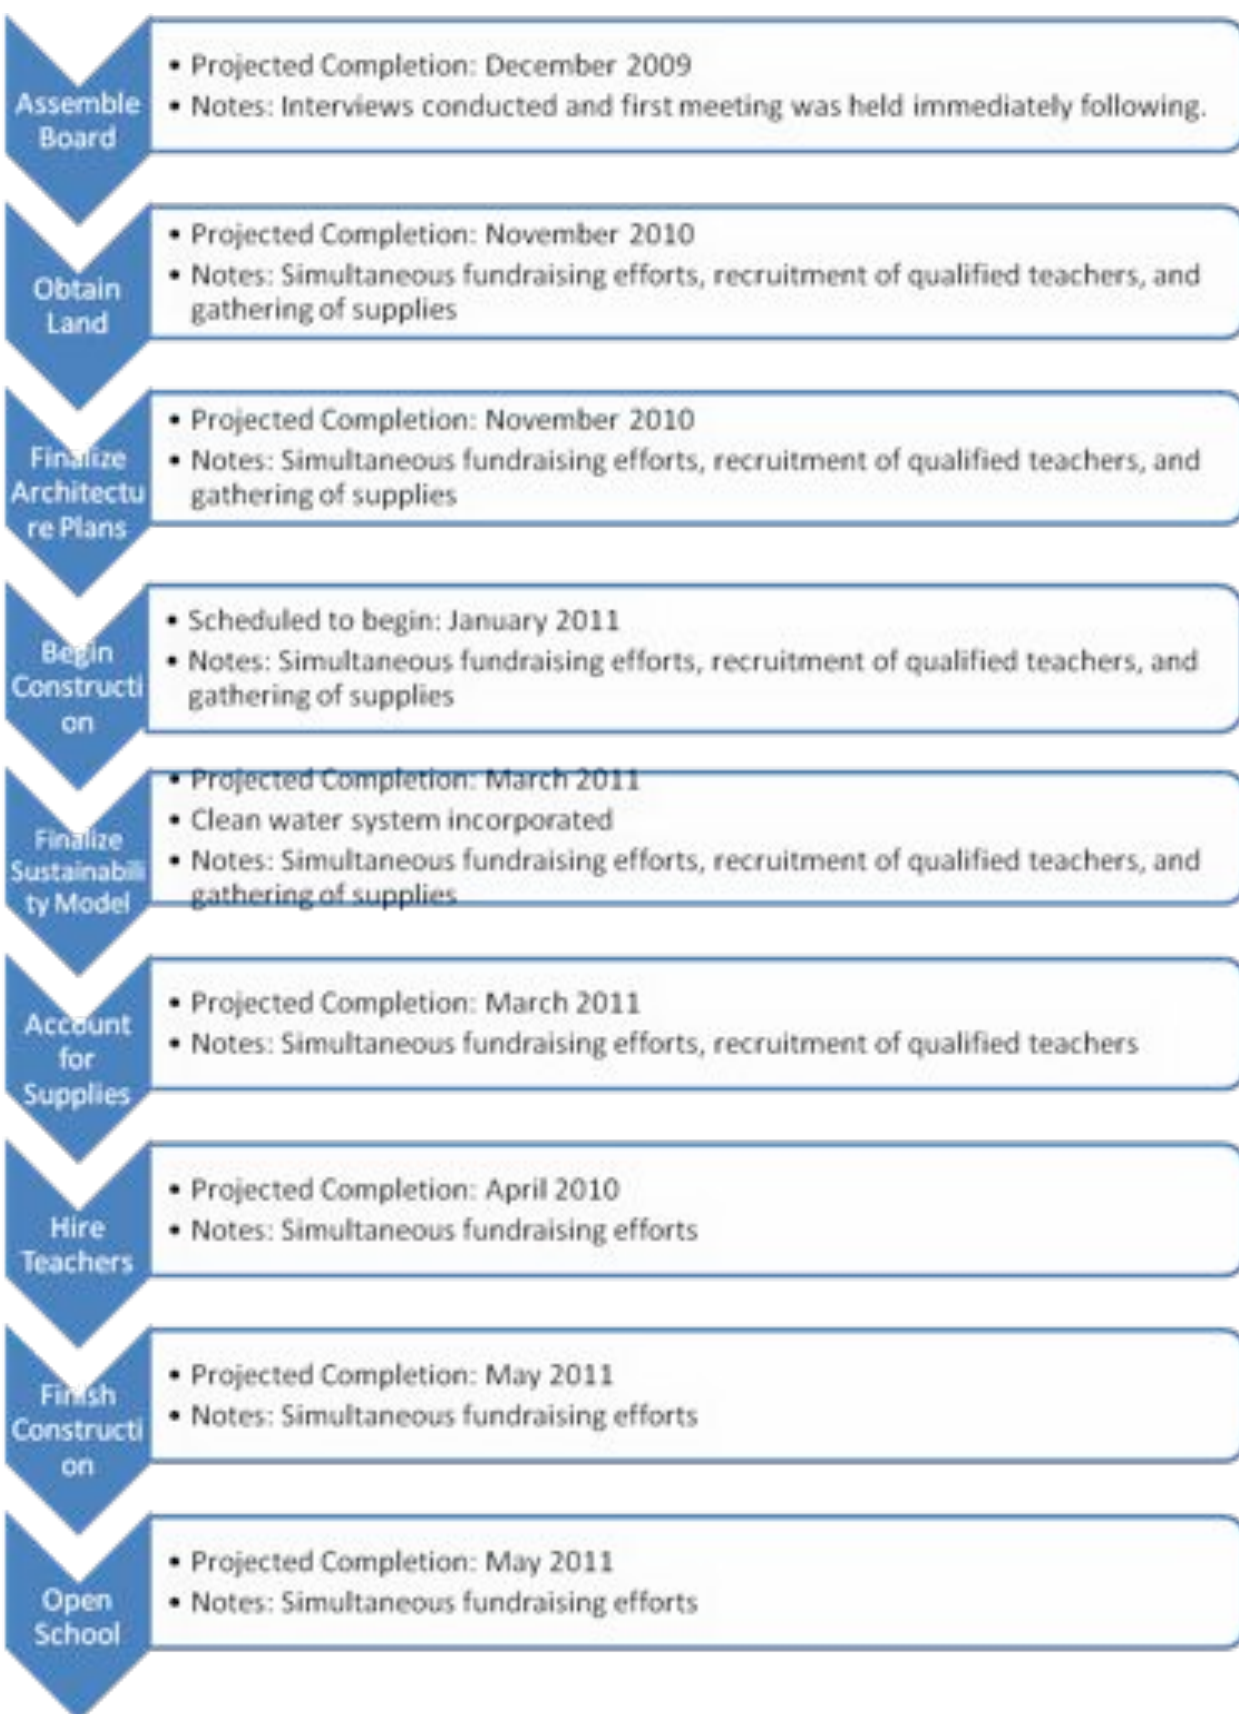 Assemble
Board
• Projected Completion: December 2009
• Notes: Interviews conducted and first meeting was held immediately following.
Obtain
Land
• Projected Completion: November 2010
• Notes: Simultaneous fundraising efforts, recruitment of qualified teachers, and
gathering of supplies
Finalize
Architectu
re Plans
• Projected Completion: November 2010
• Notes: Simultaneous fundraising efforts, recruitment of qualified teachers, and
gathering of supplies
Begin
Constructi
on
• Scheduled to begin: January 2011
• Notes: Simultaneous fundraising efforts, recruitment of qualified teachers, and
gathering of supplies
Finalize
Sustainabili
ty Model
• Projected Completion: March 2011
• Clean water system incorporated
• Notes: Simultaneous fundraising efforts, recruitment of qualified teachers, and
gathering of supplies
Account
for
Supplies
• Projected Completion: March 2011
• Notes: Simultaneous fundraising efforts, recruitment of qualified teachers
Hire
Teachers
• Projected Completion: April 2010
• Notes: Simultaneous fundraising efforts
Finish
Constructi
on
• Projected Completion: May 2011
• Notes: Simultaneous fundraising efforts
Open
School
• Projected Completion: May 2011
• Notes: Simultaneous fundraising efforts